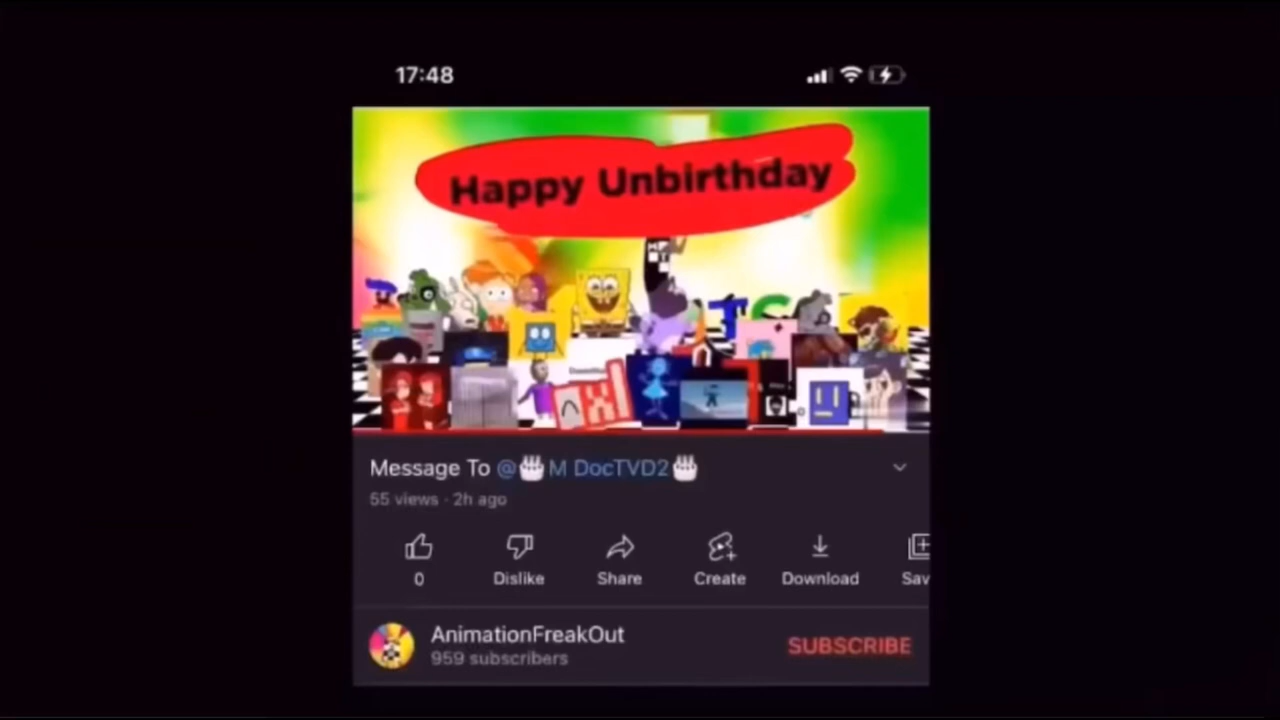 17:48
Happy Unbirthday
Message To @🎂M DocTVD2🎂
55 views · 2h ago
0
Dislike
Share
Create
Download
Sav
AnimationFreakOut
959 subscribers
SUBSCRIBE